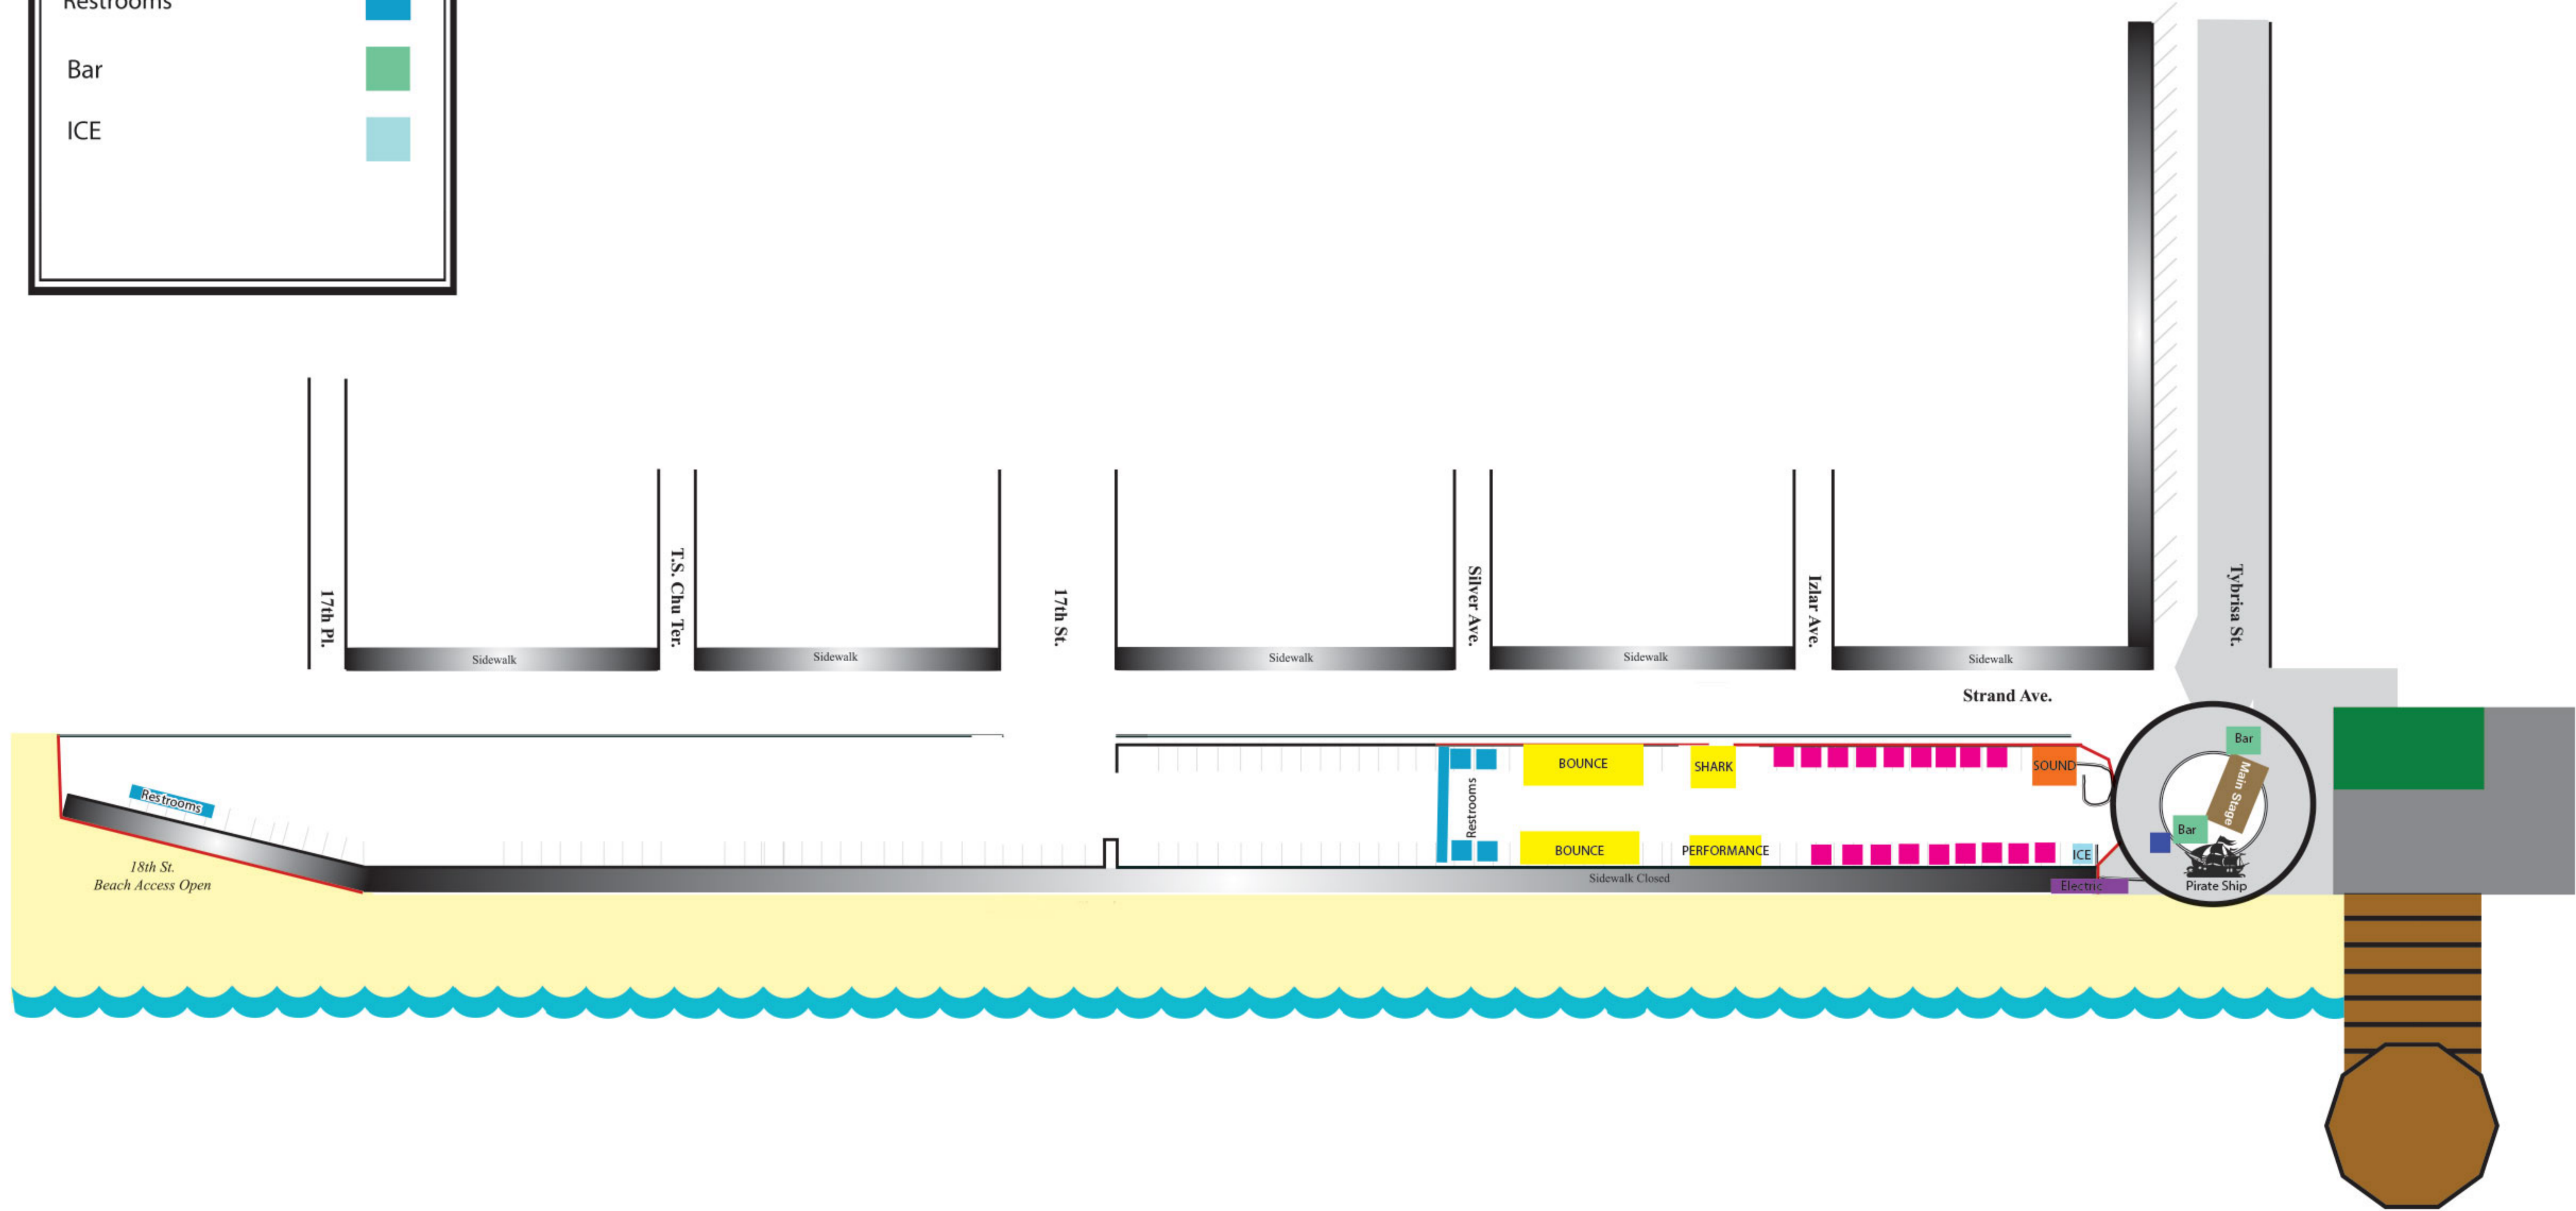 Restrooms
Bar
ICE
17th Pl.
T.S. Chu Ter.
17th St.
Silver Ave.
Izlar Ave.
Tybrisa St.
Sidewalk
Sidewalk
Sidewalk
Sidewalk
Sidewalk
Strand Ave.
Restrooms
Restrooms
BOUNCE
SHARK
SOUND
Bar
Main Stage
Bar
BOUNCE
PERFORMANCE
ICE
18th St.
Beach Access Open
Sidewalk Closed
Electric
Pirate Ship